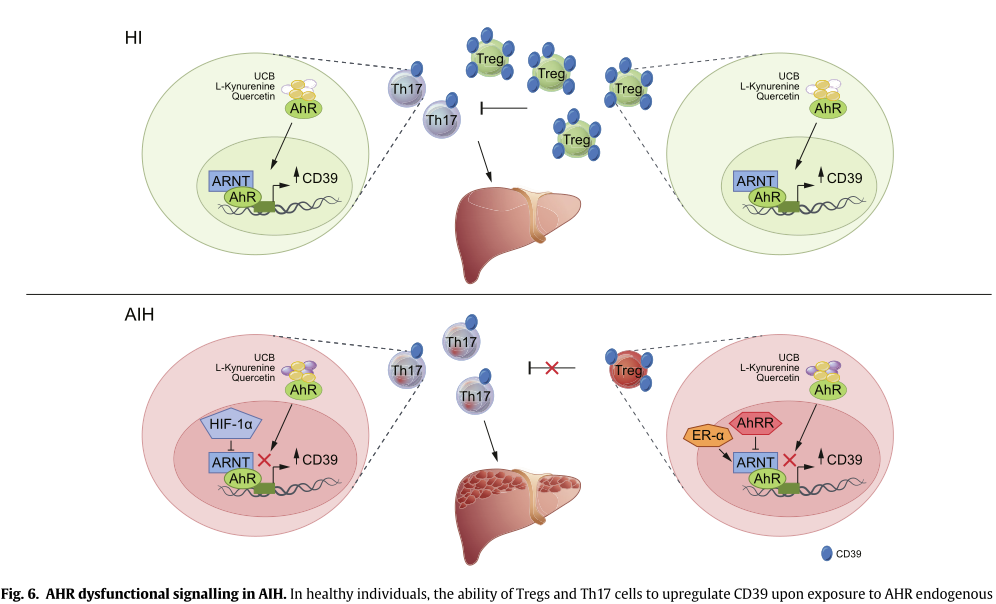 HI
UCB
L-Kynurenine
Quercetin
AhR
ARNT
AhR
CD39
Th17
Th17
Treg
Treg
Treg
Treg
UCB
L-Kynurenine
Quercetin
AhR
ARNT
AhR
CD39
AIH
UCB
L-Kynurenine
Quercetin
AhR
HIF-1α
ARNT
AhR
CD39
Th17
Th17
Th17
Treg
UCB
L-Kynurenine
Quercetin
AhR
AhRR
ER-α
ARNT
AhR
CD39
CD39
Fig. 6. AHR dysfunctional signalling in AIH. In healthy individuals, the ability of Tregs and Th17 cells to upregulate CD39 upon exposure to AHR endogenous